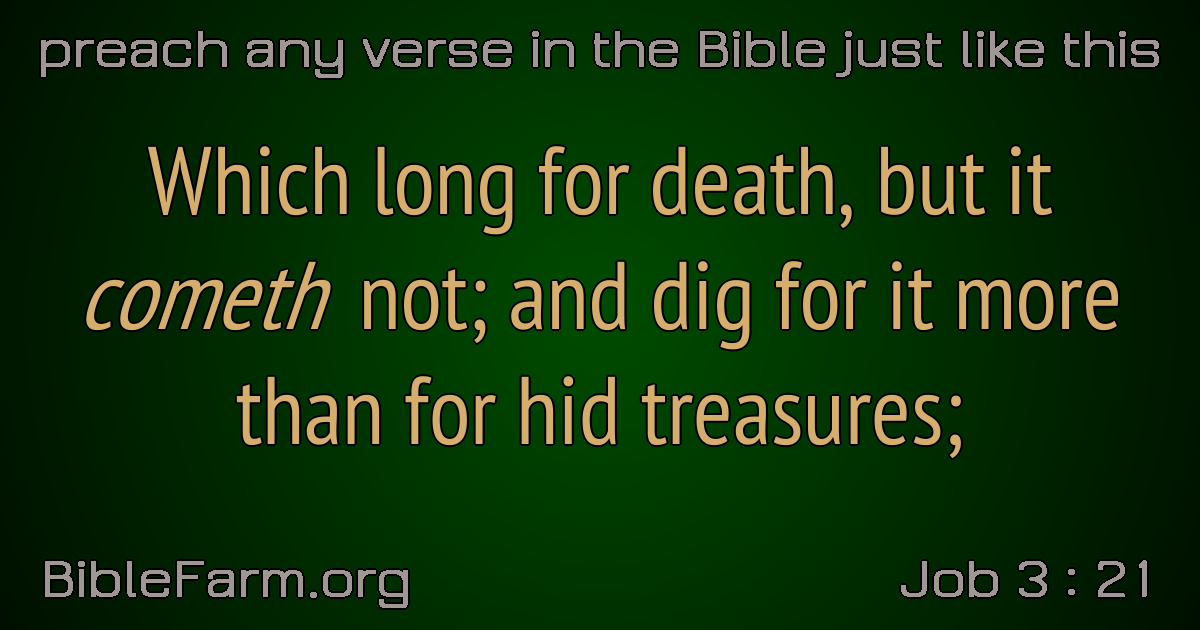 preach any verse in the Bible just like this
Which long for death, but it
cometh not; and dig for it more
than for hid treasures;
BibleFarm.org
Job 3 : 21